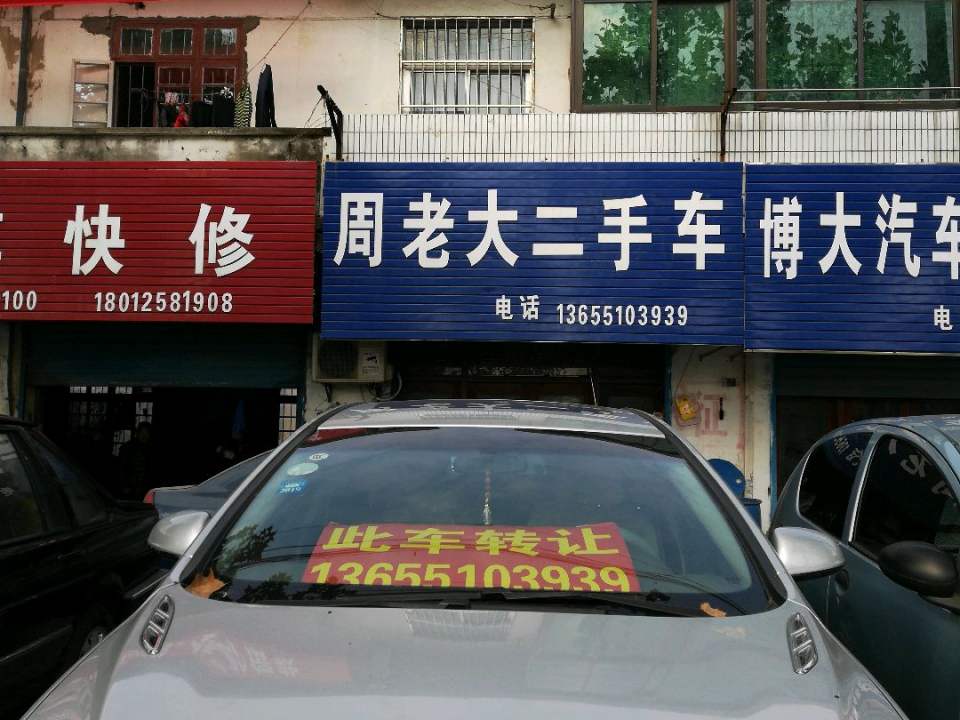 快修
100 18012581908
周老大二手车
电话 13655103939
博大汽车
电
征
此车转让
13655103939